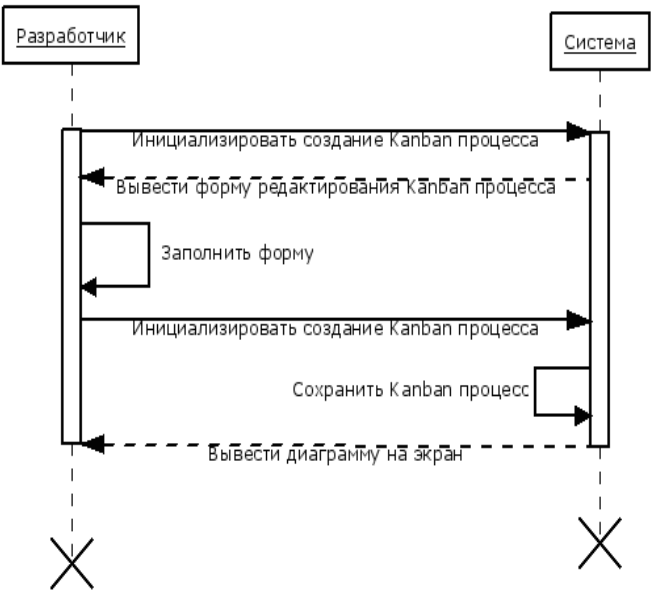 Разработчик
Система
Инициализировать создание Kanban процесса
Вывести форму редактирования Kanban процесса
Заполнить форму
Инициализировать создание Kanban процесса
Сохранить Kanban процесс
Вывести диаграмму на экран